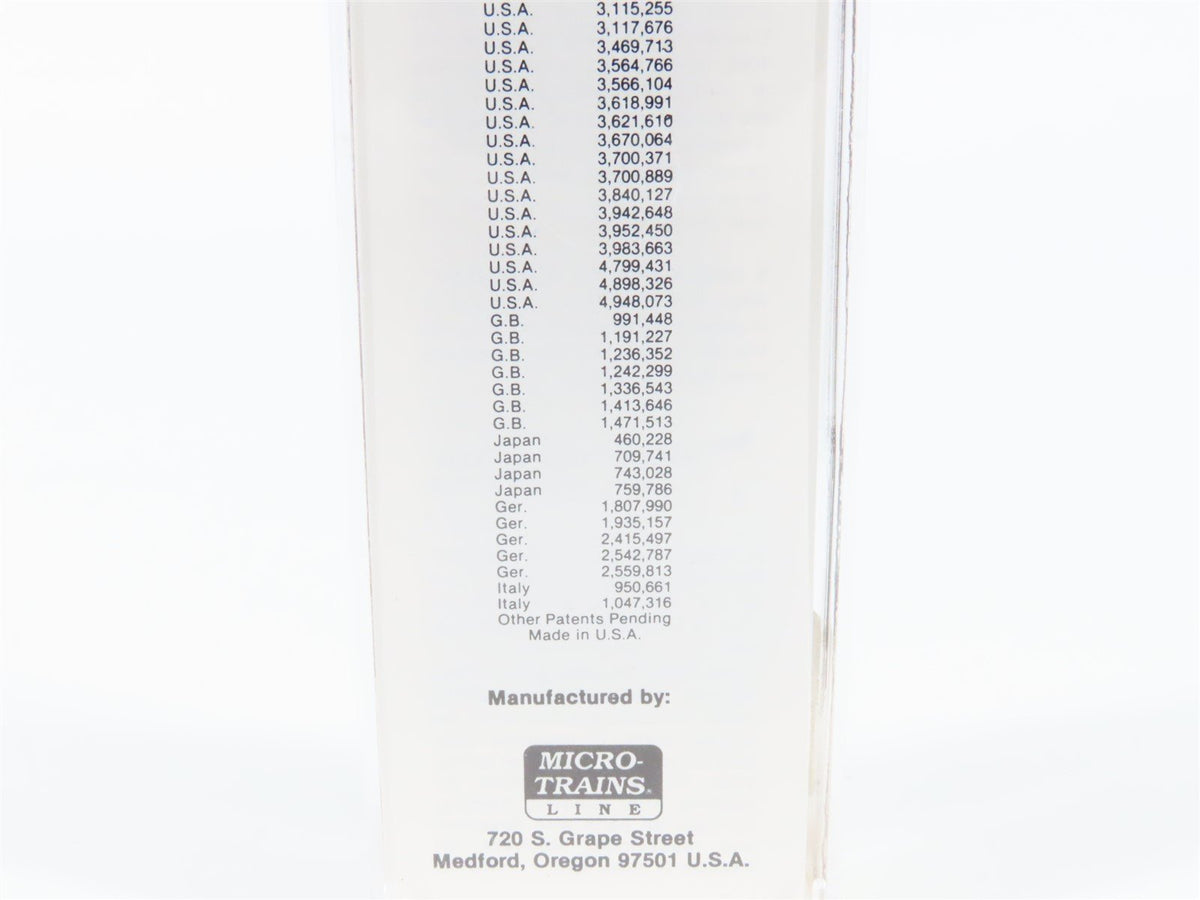 U.S.A. 3,115,255
U.S.A. 3,117,676
U.S.A. 3,469,713
U.S.A. 3,564,766
U.S.A. 3,566,104
U.S.A. 3,618,991
U.S.A. 3,621,610
U.S.A. 3,670,064
U.S.A. 3,700,371
U.S.A. 3,700,889
U.S.A. 3,840,127
U.S.A. 3,942,648
U.S.A. 3,952,450
U.S.A. 3,983,663
U.S.A. 4,799,431
U.S.A. 4,898,326
U.S.A. 4,948,073
G.B. 991,448
G.B. 1,191,227
G.B. 1,236,352
G.B. 1,242,299
G.B. 1,336,543
G.B. 1,413,646
G.B. 1,471,513
Japan 460,228
Japan 709,741
Japan 743,028
Japan 759,786
Ger. 1,807,990
Ger. 1,935,157
Ger. 2,415,497
Ger. 2,542,787
Ger. 2,559,813
Italy 950,661
Italy 1,047,316
Other Patents Pending
Made in U.S.A.
Manufactured by:
MICRO-
TRAINS®
LINE
720 S. Grape Street
Medford, Oregon 97501 U.S.A.